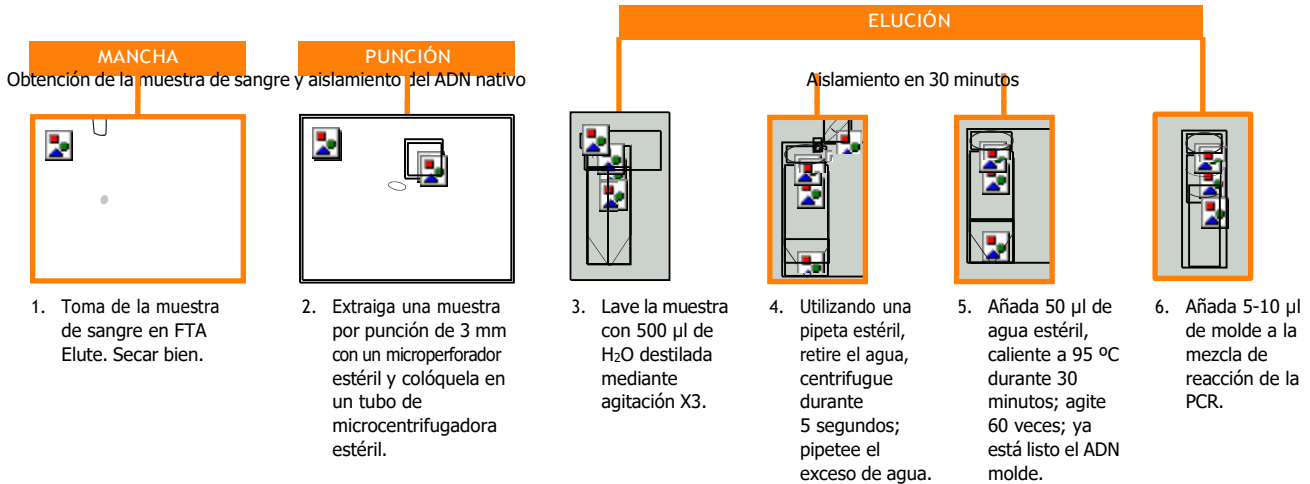 ELUCIÓN
MANCHA
PUNCIÓN
Obtención de la muestra de sangre y aislamiento del ADN nativo
Aislamiento en 30 minutos
1. Toma de la muestra
de sangre en FTA
Elute. Secar bien.
2. Extraiga una muestra
por punción de 3 mm
con un microperforador
estéril y colóquela en
un tubo de
microcentrifugadora
estéril.
3. Lave la muestra
con 500 µl de
H₂O destilada
mediante
agitación X3.
4. Utilizando una
pipeta estéril,
retire el agua,
centrifugue
durante
5 segundos;
pipetee el
exceso de agua.
5. Añada 50 µl de
agua estéril,
caliente a 95 ºC
durante 30
minutos; agite
60 veces; ya
está listo el ADN
molde.
6. Añada 5-10 µl
de molde a la
mezcla de
reacción de la
PCR.